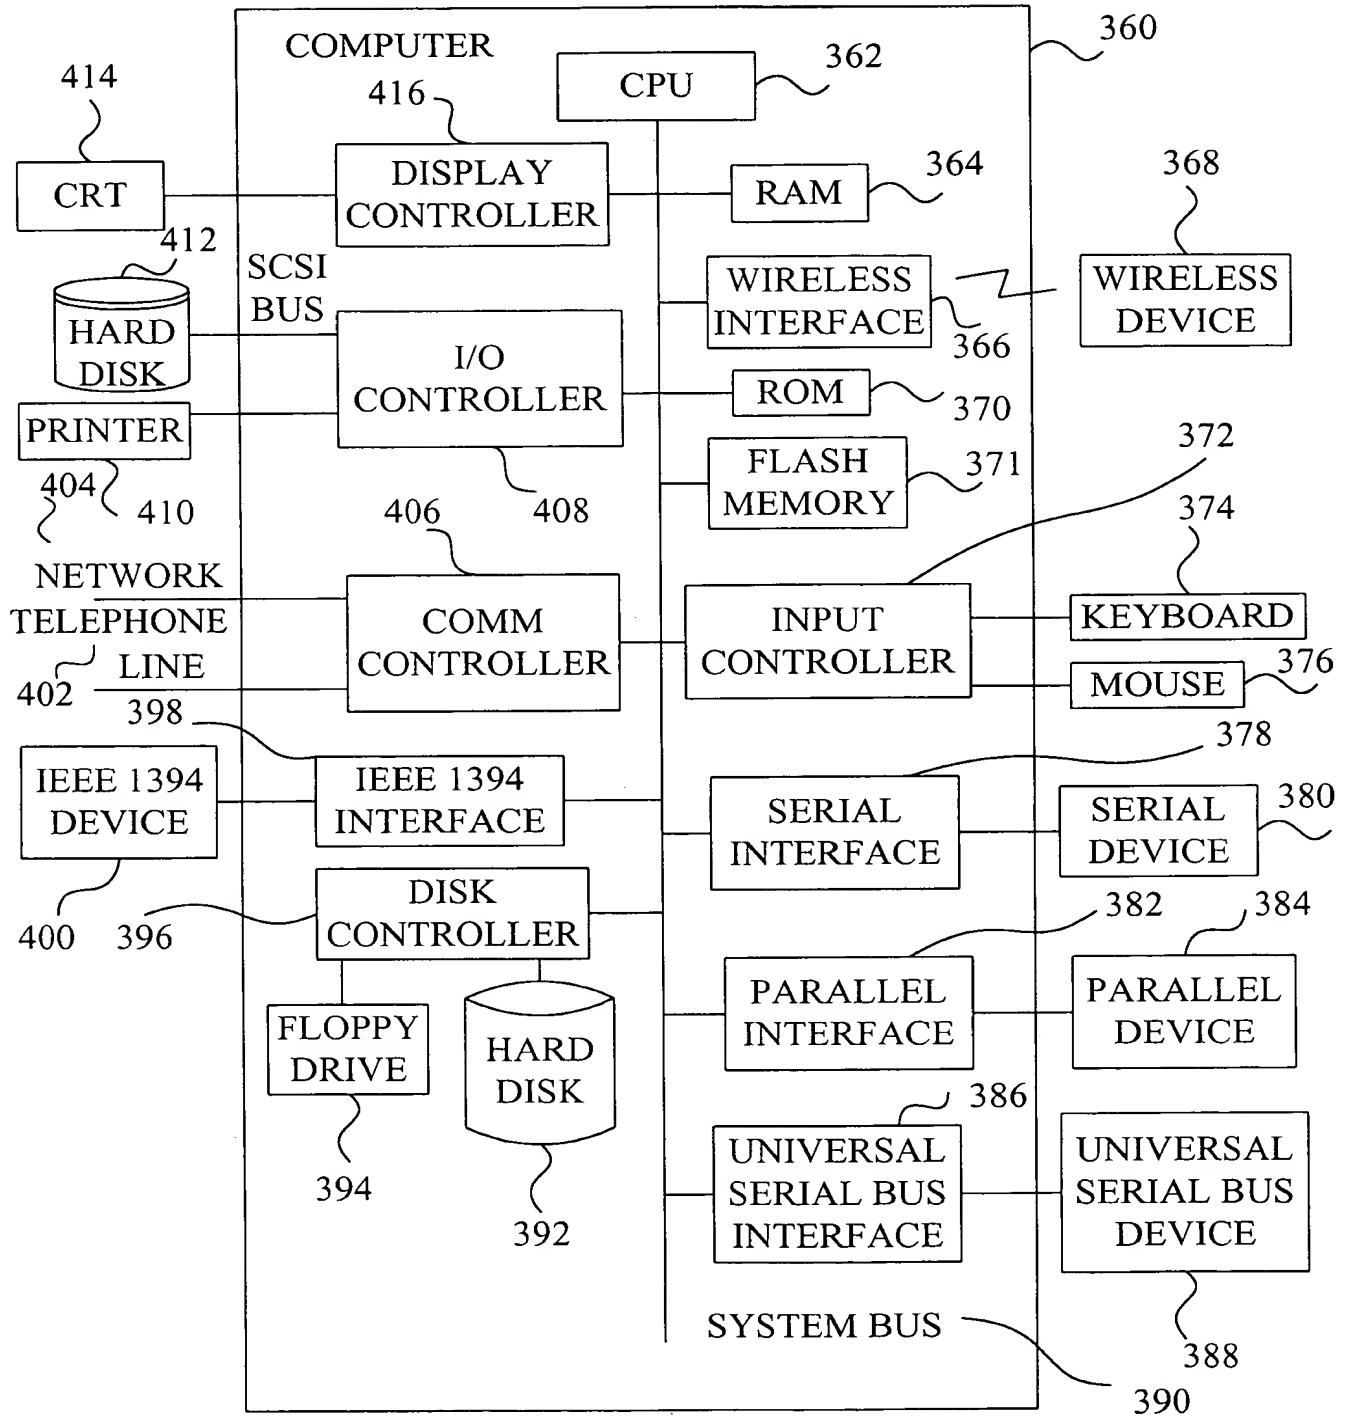 COMPUTER
360
362
CPU
414
416
CRT
DISPLAY
CONTROLLER
RAM
364
368
412
SCSI
BUS
HARD
DISK
WIRELESS
INTERFACE
366
WIRELESS
DEVICE
I/O
CONTROLLER
ROM
370
PRINTER
410
408
FLASH
MEMORY
371
372
404
406
374
NETWORK
TELEPHONE
LINE
402
COMM
CONTROLLER
INPUT
CONTROLLER
KEYBOARD
MOUSE
376
398
378
IEEE 1394
DEVICE
IEEE 1394
INTERFACE
SERIAL
INTERFACE
SERIAL
DEVICE
380
400
396
DISK
CONTROLLER
382
384
FLOPPY
DRIVE
HARD
DISK
PARALLEL
INTERFACE
PARALLEL
DEVICE
394
392
386
UNIVERSAL
SERIAL BUS
INTERFACE
UNIVERSAL
SERIAL BUS
DEVICE
388
SYSTEM BUS
390